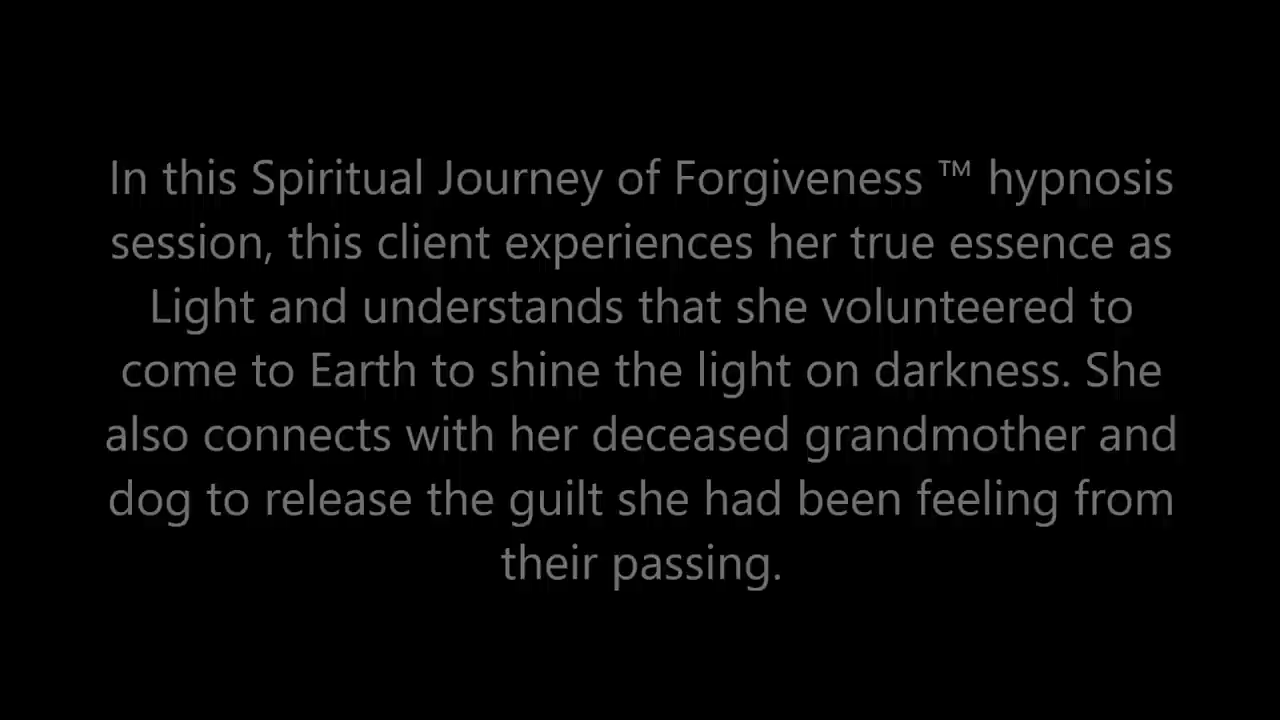 In this Spiritual Journey of Forgiveness ™ hypnosis
session, this client experiences her true essence as
Light and understands that she volunteered to
come to Earth to shine the light on darkness. She
also connects with her deceased grandmother and
dog to release the guilt she had been feeling from
their passing.